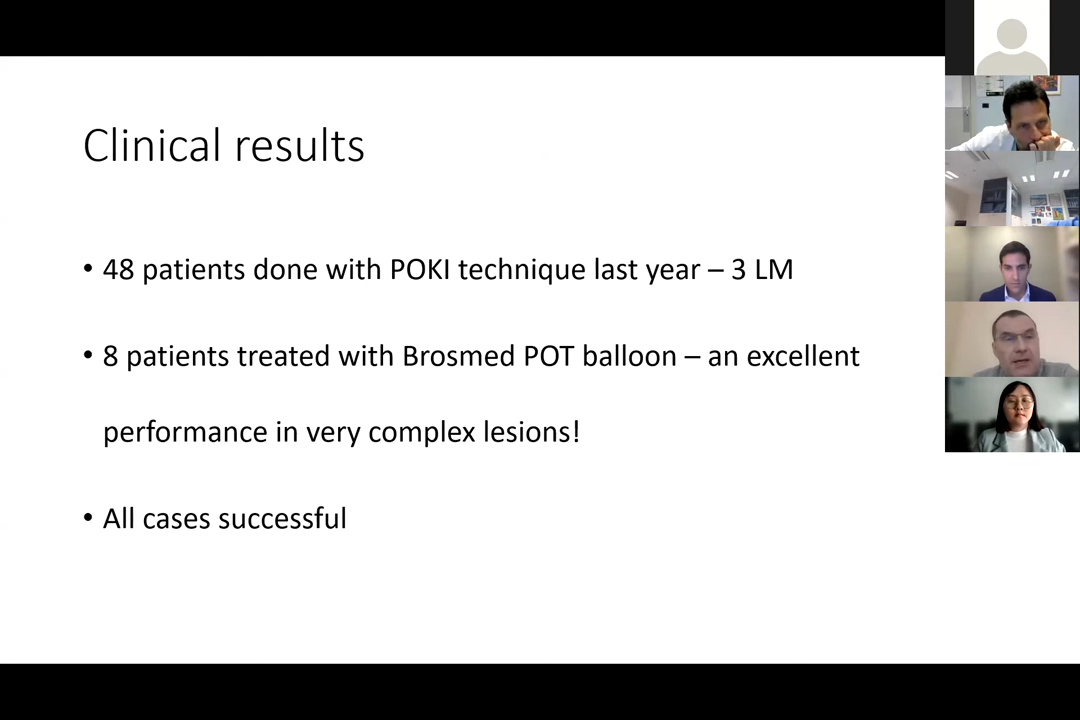 Clinical results
• 48 patients done with POKI technique last year – 3 LM
• 8 patients treated with Brosmed POT balloon – an excellent
performance in very complex lesions!
• All cases successful